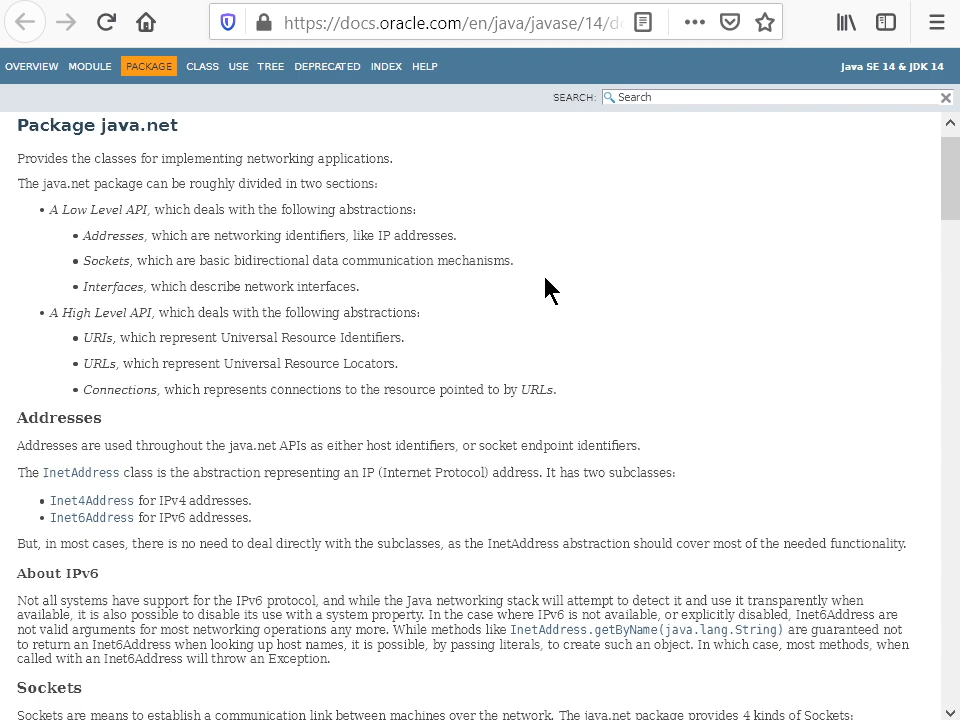 https://docs.oracle.com/en/java/javase/14/do
OVERVIEW MODULE PACKAGE CLASS USE TREE DEPRECATED INDEX HELP Java SE 14 & JDK 14
SEARCH: Search
Package java.net
Provides the classes for implementing networking applications.
The java.net package can be roughly divided in two sections:
• A Low Level API, which deals with the following abstractions:
• Addresses, which are networking identifiers, like IP addresses.
• Sockets, which are basic bidirectional data communication mechanisms.
• Interfaces, which describe network interfaces.
• A High Level API, which deals with the following abstractions:
• URIs, which represent Universal Resource Identifiers.
• URLs, which represent Universal Resource Locators.
• Connections, which represents connections to the resource pointed to by URLs.
Addresses
Addresses are used throughout the java.net APIs as either host identifiers, or socket endpoint identifiers.
The InetAddress class is the abstraction representing an IP (Internet Protocol) address. It has two subclasses:
• Inet4Address for IPv4 addresses.
• Inet6Address for IPv6 addresses.
But, in most cases, there is no need to deal directly with the subclasses, as the InetAddress abstraction should cover most of the needed functionality.
About IPv6
Not all systems have support for the IPv6 protocol, and while the Java networking stack will attempt to detect it and use it transparently when
available, it is also possible to disable its use with a system property. In the case where IPv6 is not available, or explicitly disabled, Inet6Address are
not valid arguments for most networking operations any more. While methods like InetAddress.getByName(java.lang.String) are guaranteed not
to return an Inet6Address when looking up host names, it is possible, by passing literals, to create such an object. In which case, most methods, when
called with an Inet6Address will throw an Exception.
Sockets
Sockets are means to establish a communication link between machines over the network. The java.net package provides 4 kinds of Sockets: